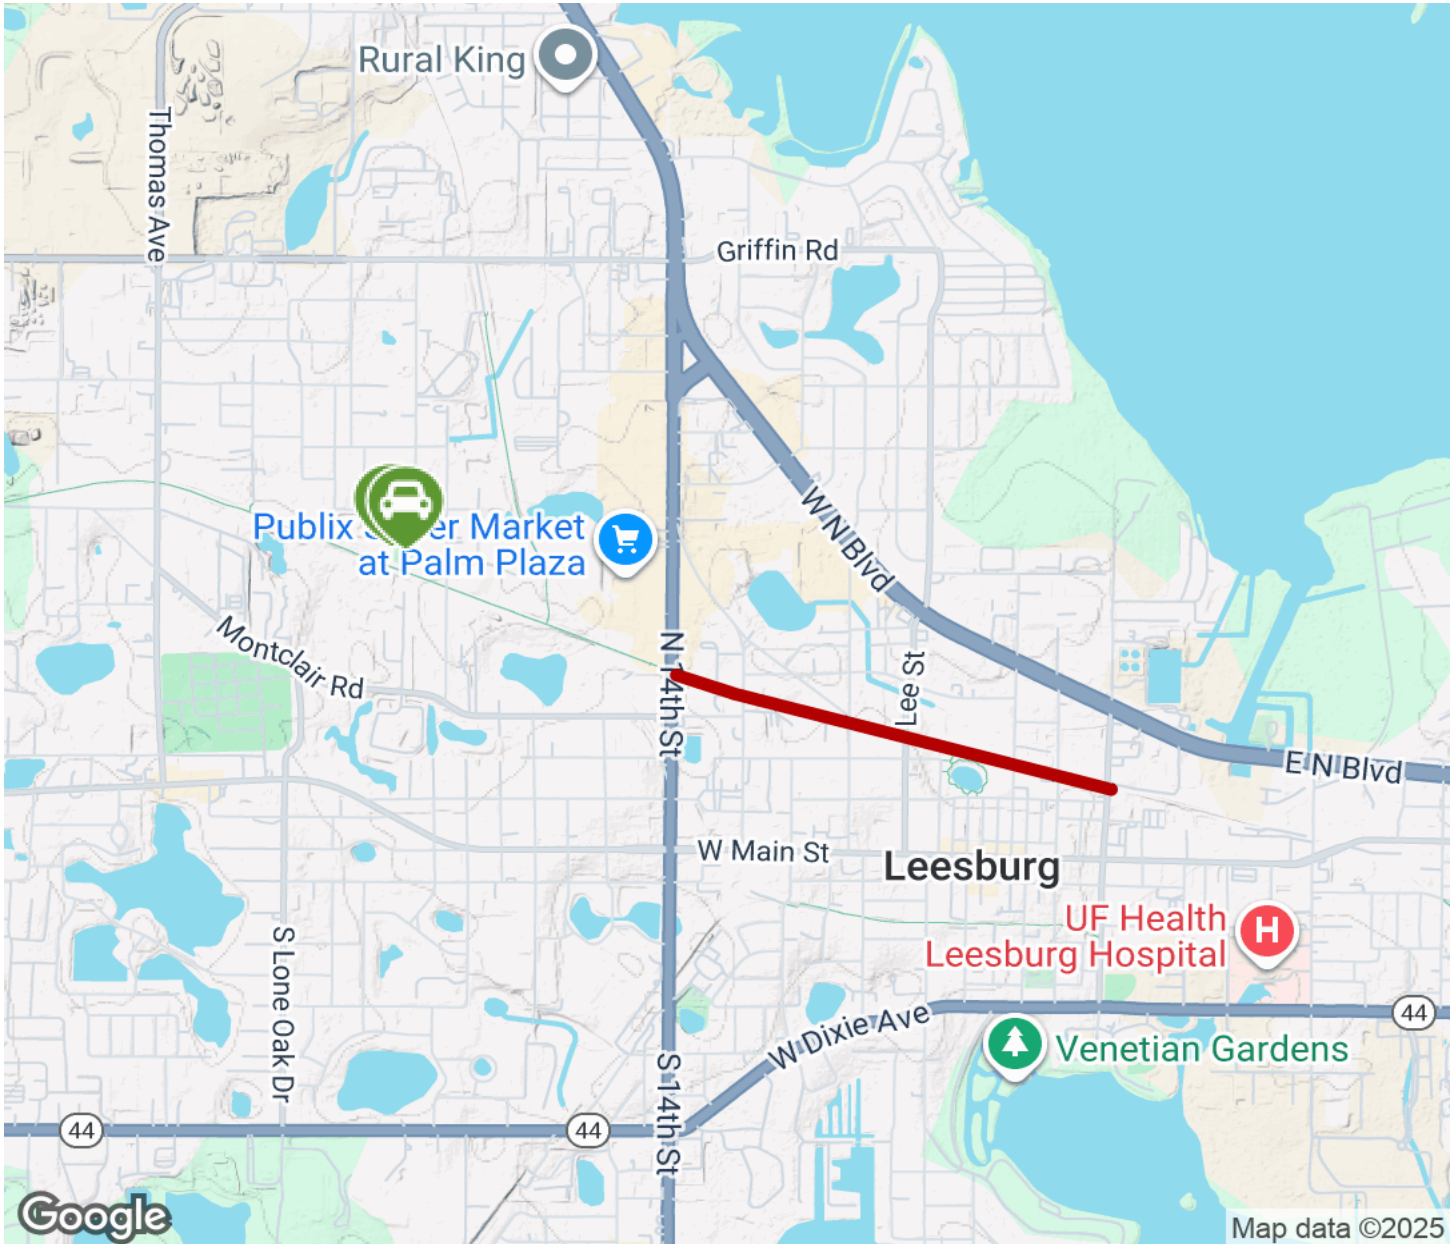 Rural King
Thomas Ave
Griffin Rd
W N Blvd
Publix S er Market
at Palm Plaza
Montclair Rd
N 14th St
Lee St
E N Blvd
W Main St
Leesburg
UF Health
Leesburg Hospital
S Lone Oak Dr
44
W Dixie Ave
Venetian Gardens
S 14th St
44
44
Google
Map data ©2025